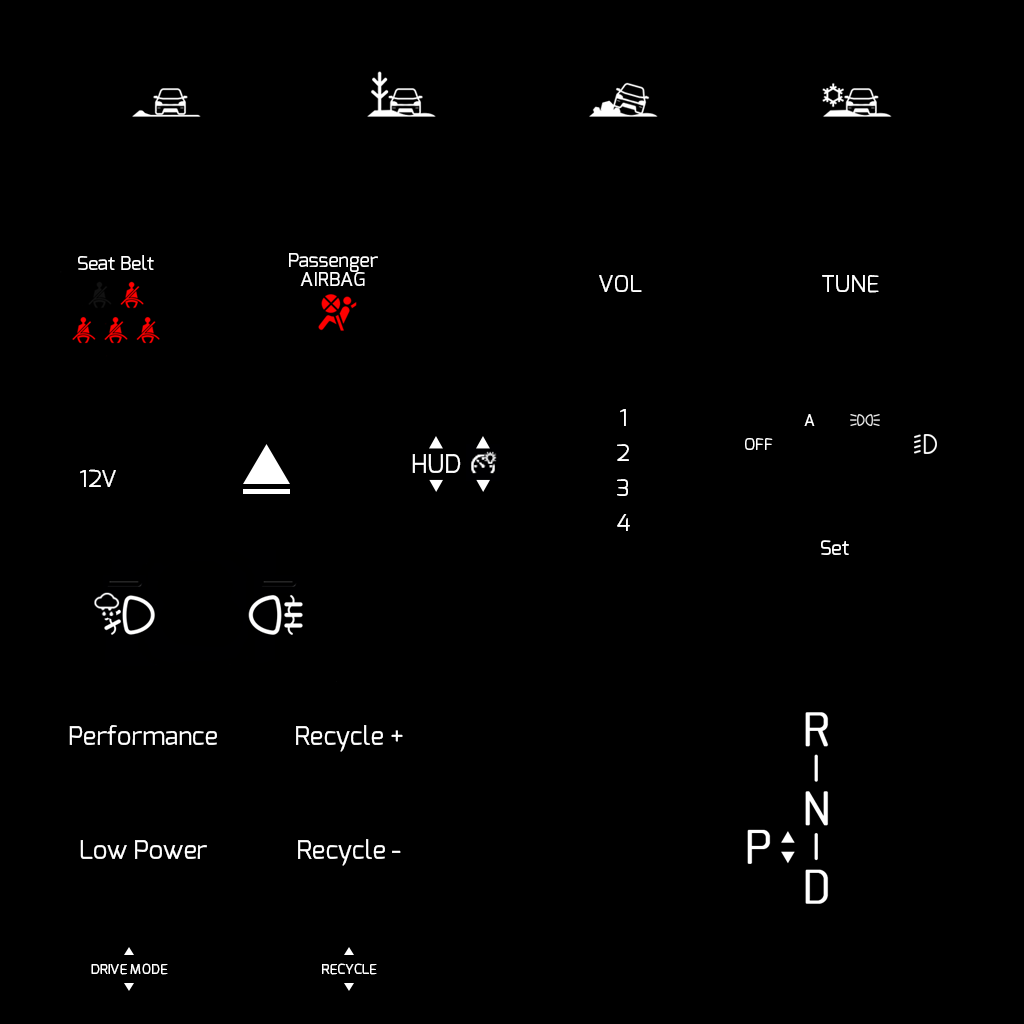 Seat Belt
Passenger
AIRBAG
VOL
TUNE
12V
HUD
1
2
3
4
OFF
A
Set
Performance
Recycle +
Low Power
Recycle -
R
N
P
D
DRIVE MODE
RECYCLE